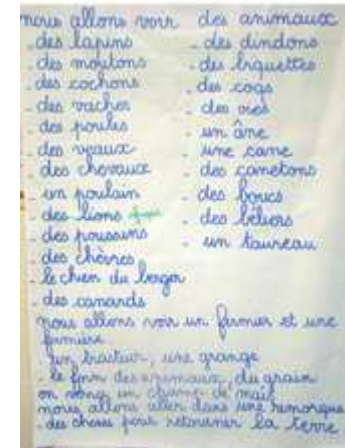 nous allons voir des animaux
- des lapins
- des moutons
- des cochons
- des vaches
- des poules
- des veaux
- des chevaux
- un poulain
- des lions
- des poussins
- des chèvres
- le chien du berger
- des canards
- des dindons
- des biquettes
- des coqs
- des oies
- un âne
- une cane
- des canetons
- des boucs
- des béliers
- un taureau
nous allons voir un fermier et une
fermière
- un tracteur, une grange
- le foin des animaux, du grain
on verra un champ de maïs
nous allons aller dans une remorque
- des choses pour retourner la terre